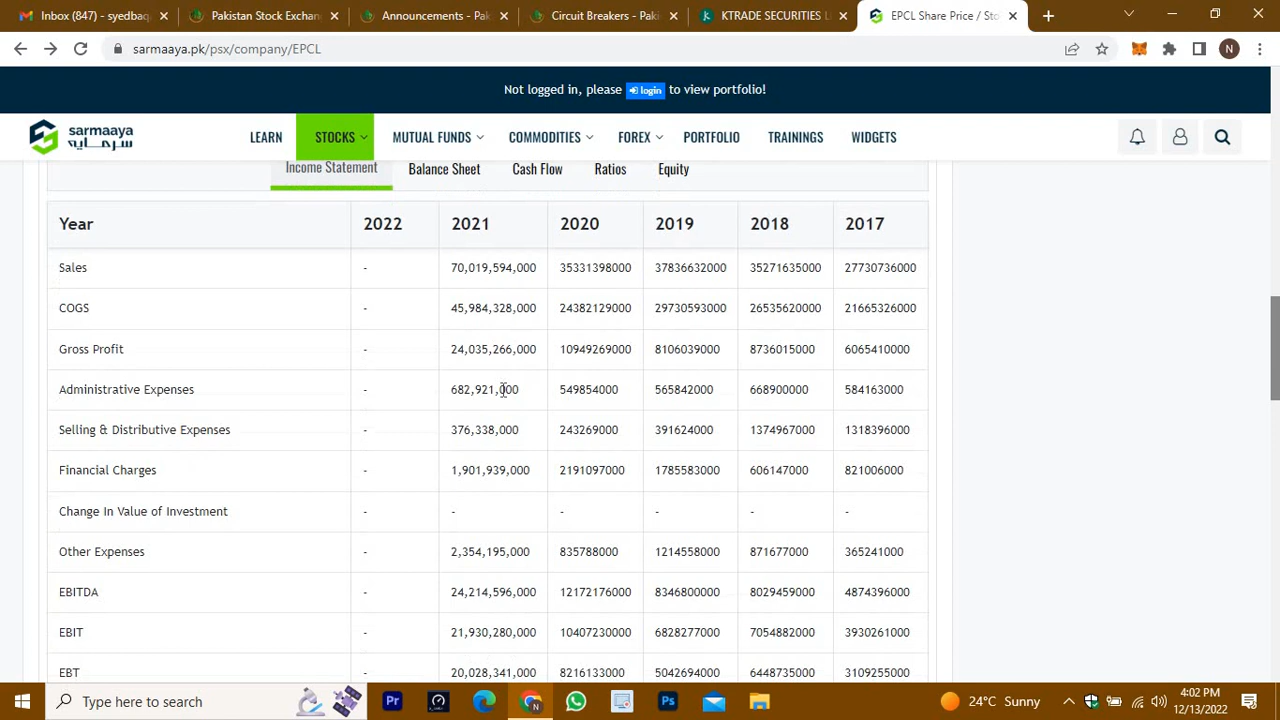 Inbox (847) - syedbaq
Pakistan Stock Exchan
Announcements - Pa
Circuit Breakers - Paki
KTRADE SECURITIES L
EPCL Share Price / Sto
sarmaaya.pk/psx/company/EPCL
N
Not logged in, please login to view portfolio!
sarmaaya
سرمایہ
LEARN STOCKS MUTUAL FUNDS COMMODITIES FOREX PORTFOLIO TRAININGS WIDGETS
Income Statement Balance Sheet Cash Flow Ratios Equity
Year 2022 2021 2020 2019 2018 2017
Sales - 70,019,594,000 35331398000 37836632000 35271635000 27730736000
COGS - 45,984,328,000 24382129000 29730593000 26535620000 21665326000
Gross Profit - 24,035,266,000 10949269000 8106039000 8736015000 6065410000
Administrative Expenses - 682,921,000 549854000 565842000 668900000 584163000
Selling & Distributive Expenses - 376,338,000 243269000 391624000 1374967000 1318396000
Financial Charges - 1,901,939,000 2191097000 1785583000 606147000 821006000
Change In Value of Investment - - - - - -
Other Expenses - 2,354,195,000 835788000 1214558000 871677000 365241000
EBITDA - 24,214,596,000 12172176000 8346800000 8029459000 4874396000
EBIT - 21,930,280,000 10407230000 6828277000 7054882000 3930261000
EBT - 20,028,341,000 8216133000 5042694000 6448735000 3109255000
Type here to search
Pr
Ps
24°C Sunny
4:02 PM
12/13/2022